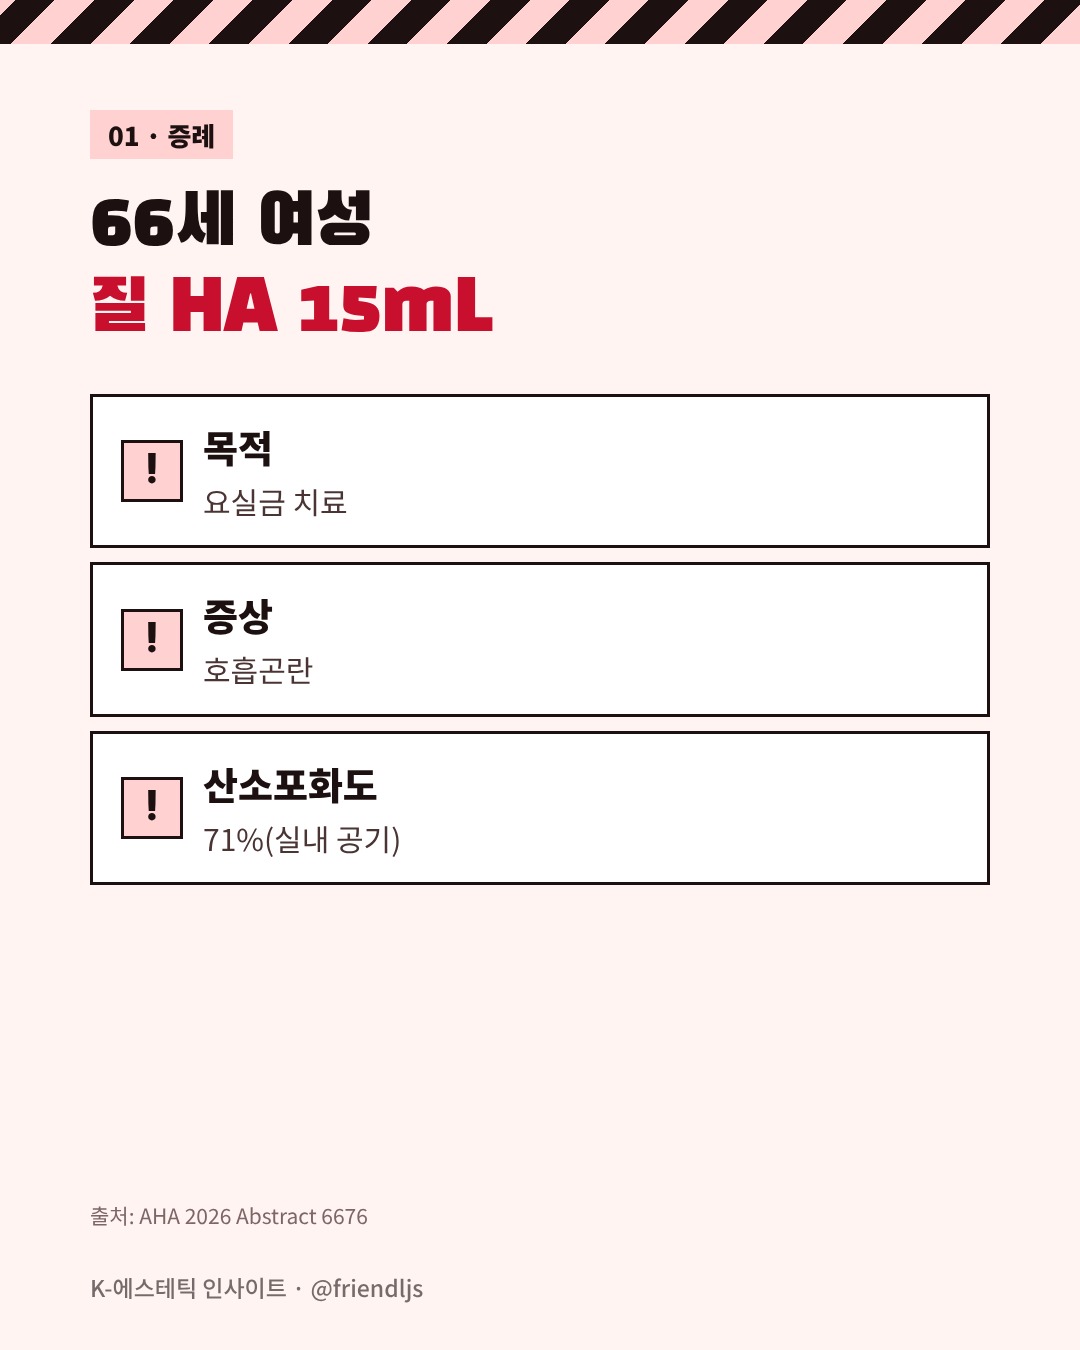 01 · 증례
66세 여성
질 HA 15mL
!
목적
요실금 치료
!
증상
호흡곤란
!
산소포화도
71%(실내 공기)
출처: AHA 2026 Abstract 6676
K-에스테틱 인사이트 · @friendljs